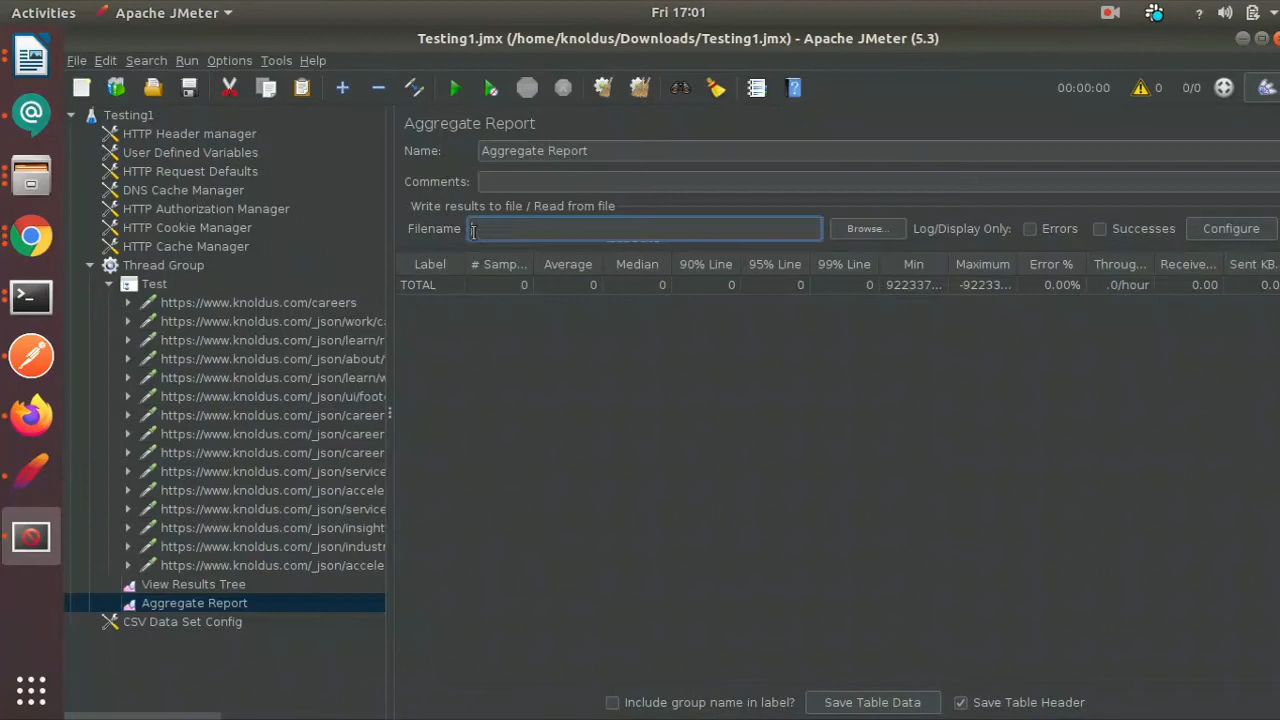 Activities
Apache JMeter
Fri 17:01
?
Testing1.jmx (/home/knoldus/Downloads/Testing1.jmx) - Apache JMeter (5.3)
File Edit Search Run Options Tools Help
00:00:00 0 0/0
Testing1
HTTP Header manager
User Defined Variables
HTTP Request Defaults
DNS Cache Manager
HTTP Authorization Manager
HTTP Cookie Manager
HTTP Cache Manager
Thread Group
Test
https://www.knoldus.com/careers
https://www.knoldus.com/_json/work/c
https://www.knoldus.com/_json/learn/r
https://www.knoldus.com/_json/about/
https://www.knoldus.com/_json/learn/v
https://www.knoldus.com/_json/ui/foot
https://www.knoldus.com/_json/career
https://www.knoldus.com/_json/career
https://www.knoldus.com/_json/career
https://www.knoldus.com/_json/service
https://www.knoldus.com/_json/accele
https://www.knoldus.com/_json/service
https://www.knoldus.com/_json/insight
https://www.knoldus.com/_json/industr
https://www.knoldus.com/_json/accele
View Results Tree
Aggregate Report
CSV Data Set Config
Aggregate Report
Name: Aggregate Report
Comments:
Write results to file / Read from file
Filename Browse... Log/Display Only: Errors Successes Configure
Label # Samp... Average Median 90% Line 95% Line 99% Line Min Maximum Error % Throug... Receive... Sent KB.
TOTAL 0 0 0 0 0 0 922337... -92233... 0.00% .0/hour 0.00 0.0
Include group name in label? Save Table Data Save Table Header